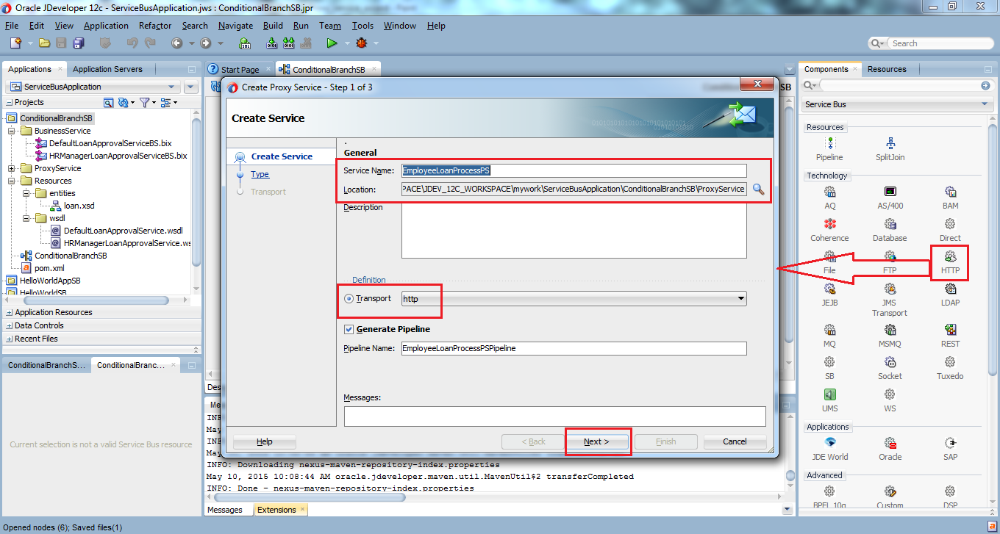 Oracle JDeveloper 12c - ServiceBusApplication.jws : ConditionalBranchSB.jpr
File Edit View Application Refactor Search Navigate Build Run Team Tools Window Help
Search
Applications Application Servers
Start Page ConditionalBranchSB
Components Resources
ServiceBusApplication
Projects
ConditionalBranchSB
BusinessService
DefaultLoanApprovalServiceBS.bix
HRManagerLoanApprovalServiceBS.bix
ProxyService
Resources
entities
loan.xsd
wsdl
DefaultLoanApprovalService.wsdl
HRManagerLoanApprovalService.ws
ConditionalBranchSB
pom.xml
HelloWorldAppSB
HelloWorldSB
Application Resources
Data Controls
Recent Files
ConditionalBranchS... ConditionalBranc...
Current selection is not a valid Service Bus resource
SB
Create Proxy Service - Step 1 of 3
Create Service
Create Service
Type
Transport
General
Service Name: EmployeeLoanProcessPS
Location: PACE\JDEV_12C_WORKSPACE\mywork\ServiceBusApplication\ConditionalBranchSB\ProxyService
Description
Definition
Transport http
Generate Pipeline
Pipeline Name: EmployeeLoanProcessPSPipeline
Messages:
Help < Back Next > Finish Cancel
Des
Me
INF
May
INF
May
INFO: Downloading nexus-maven-repository-index.properties
May 10, 2015 10:08:44 AM oracle.jdeveloper.maven.util.MavenUtil$2 transferCompleted
INFO: Done - nexus-maven-repository-index.properties
Messages Extensions
Service Bus
Resources
Pipeline SplitJoin
Technology
AQ AS/400 BAM
Coherence Database Direct
File FTP HTTP
JEJB JMS Transport LDAP
MQ MSMQ REST
SB Socket Tuxedo
UMS WS
Applications
JDE World Oracle SAP
Advanced
BPEL 10g Custom DSP
Opened nodes (6); Saved files(1)